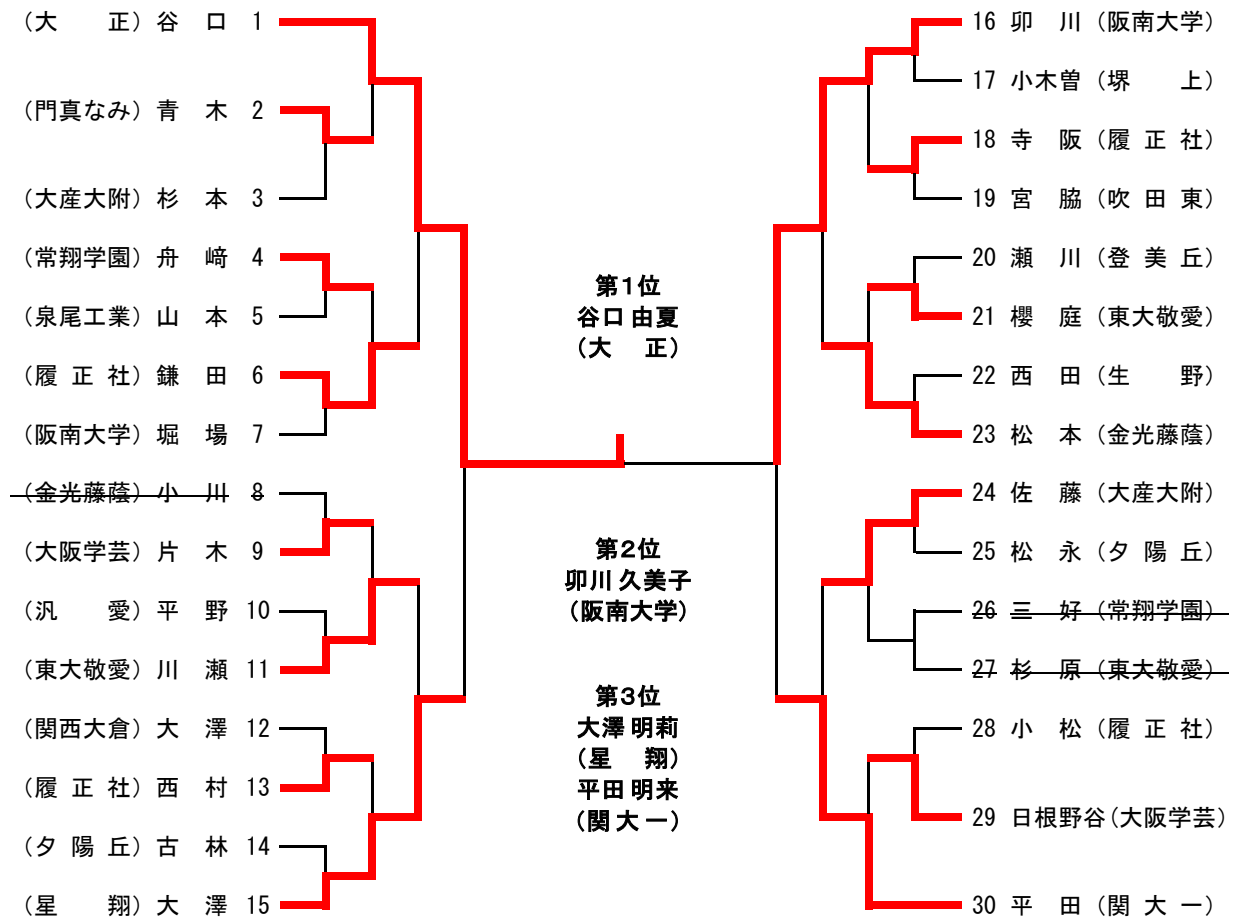 (大　　正) 谷　口　1
(門真なみ) 青　木　2
(大産大附) 杉　本　3
(常翔学園) 舟　﨑　4
(泉尾工業) 山　本　5
(履 正 社) 鎌　田　6
(阪南大学) 堀　場　7
(金光藤蔭) 小　川　8
(大阪学芸) 片　木　9
(汎　　愛) 平　野　10
(東大敬愛) 川　瀬　11
(関西大倉) 大　澤　12
(履 正 社) 西　村　13
(夕 陽 丘) 古　林　14
(星　　翔) 大　澤　15
第1位
谷口 由夏
(大　正)
第2位
卯川 久美子
(阪南大学)
第3位
大澤 明莉
(星　翔)
平田 明来
(関 大 一)
16 卯　川 (阪南大学)
17 小木曽 (堺　　上)
18 寺　阪 (履 正 社)
19 宮　脇 (吹 田 東)
20 瀬　川 (登 美 丘)
21 櫻　庭 (東大敬愛)
22 西　田 (生　　野)
23 松　本 (金光藤蔭)
24 佐　藤 (大産大附)
25 松　永 (夕 陽 丘)
26 三　好 (常翔学園)
27 杉　原 (東大敬愛)
28 小　松 (履 正 社)
29 日根野谷 (大阪学芸)
30 平　田 (関 大 一)